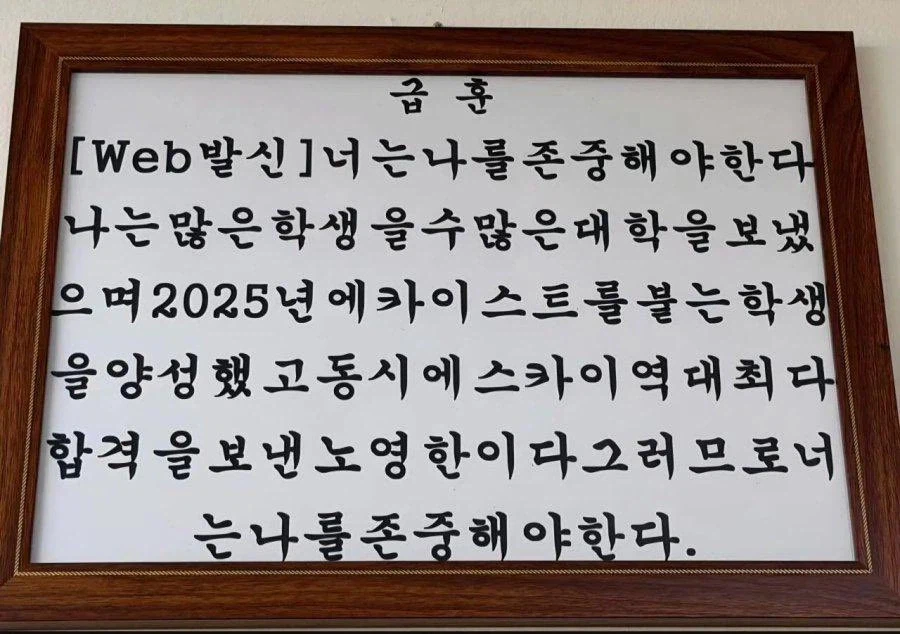 급 훈
[Web발신]너는나를존중해야한다
나는많은학생을수많은대학을보냈
으며2025년에카이스트를붙는학생
을양성했고동시에스카이역대최다
합격을보낸노영한이다그러므로너
는나를존중해야한다.